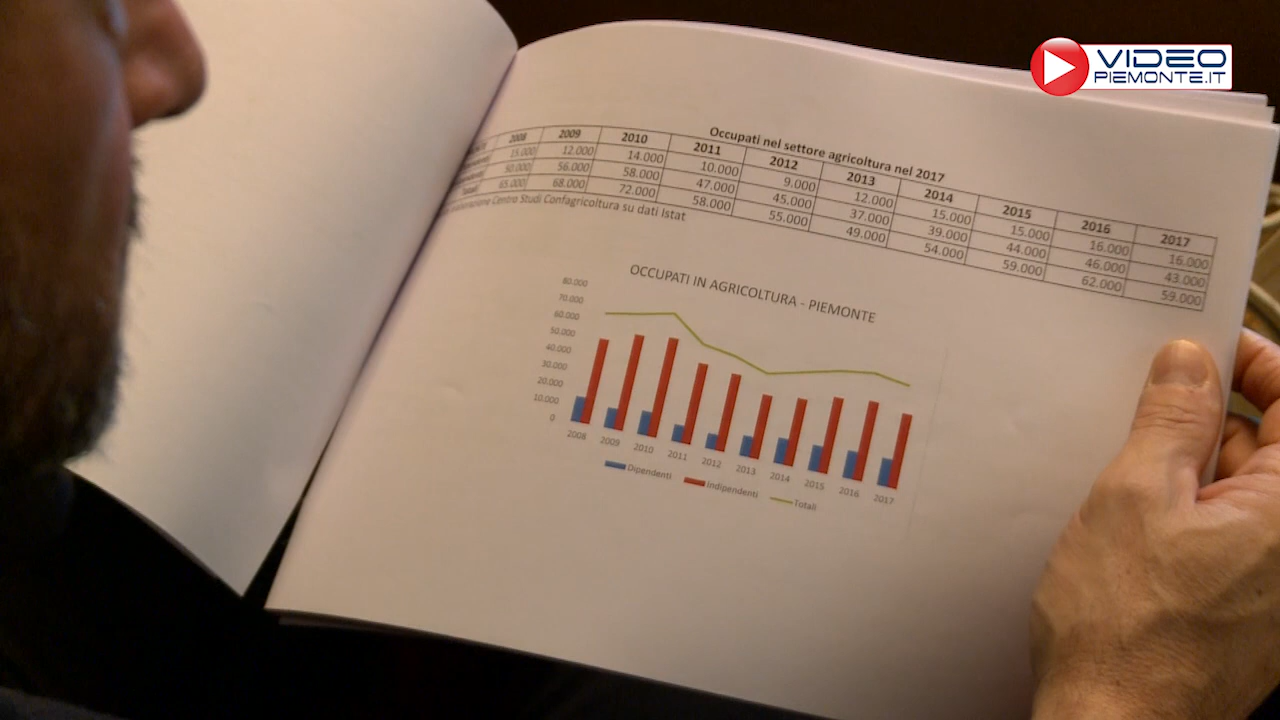 VIDEO
PIEMONTE.IT
Occupati nel settore agricoltura nel 2017
2008 2009 2010 2011 2012 2013 2014 2015 2016 2017
15.000 12.000 14.000 10.000 9.000 12.000 15.000 15.000 16.000 16.000
50.000 56.000 58.000 47.000 45.000 37.000 39.000 44.000 46.000 43.000
Totali 65.000 68.000 72.000 58.000 55.000 49.000 54.000 59.000 62.000 59.000
Centro Studi Confagricoltura su dati Istat
OCCUPATI IN AGRICOLTURA - PIEMONTE
80.000
70.000
60.000
50.000
40.000
30.000
20.000
10.000
0
2008 2009 2010 2011 2012 2013 2014 2015 2016 2017
Dipendenti Indipendenti Totali